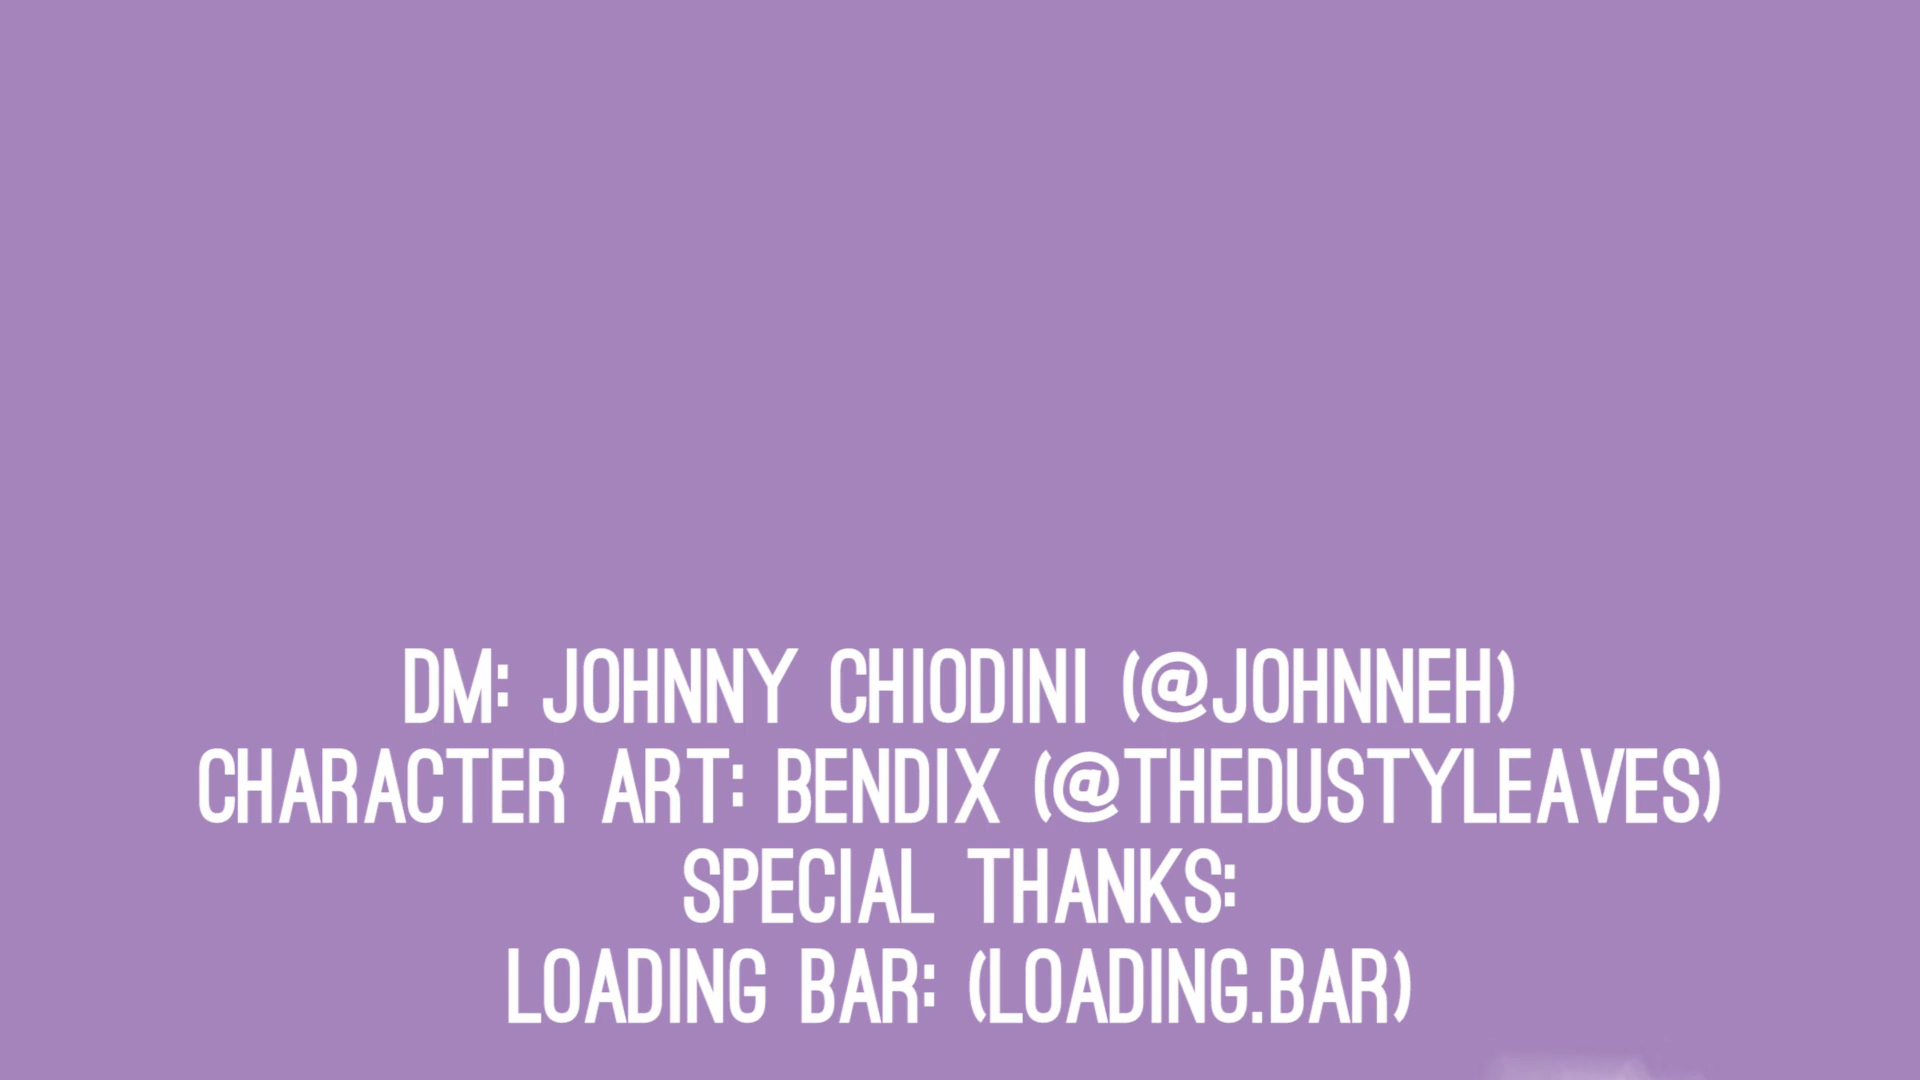 DM: JOHNNY CHIODINI (@JOHNNEH)
CHARACTER ART: BENDIX (@THEDUSTYLEAVES)
SPECIAL THANKS:
LOADING BAR: (LOADING.BAR)